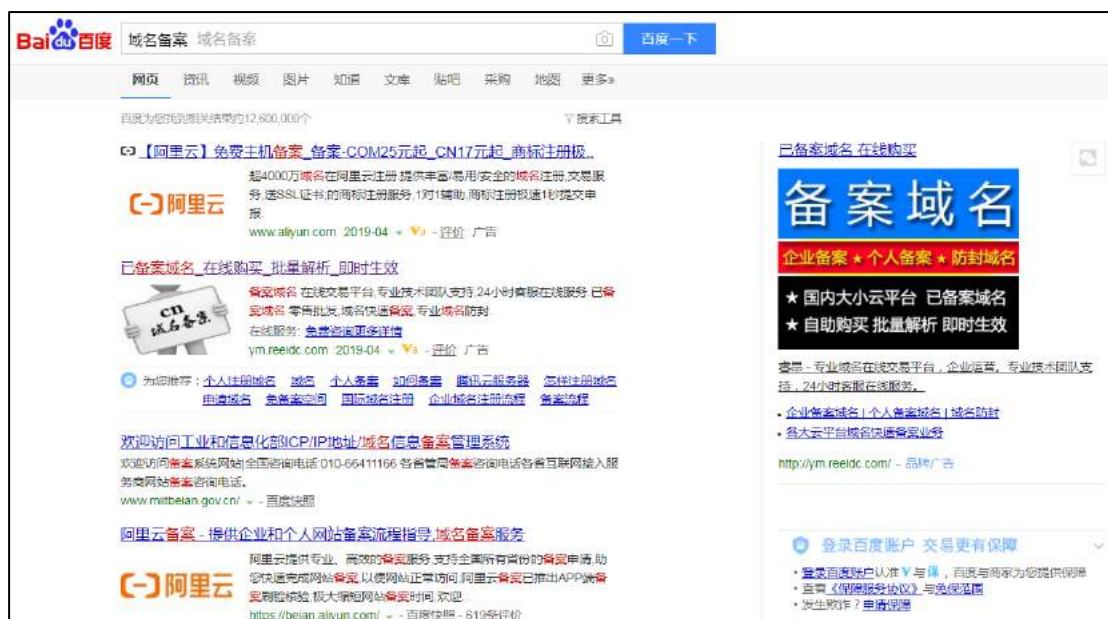 Bai du 百度
域名备案 域名备案
百度一下
网页 资讯 视频 图片 知道 文库 贴吧 采购 地图 更多»
百度为您找到相关结果约12,600,000个
搜索工具
【阿里云】免费主机备案_备案-COM25元起_CN17元起_商标注册极..
阿里云
超4000万域名在阿里云注册,提供丰富/易用/安全的域名注册,交易服
务,送SSL证书,的商标注册服务,1对1辅助,商标注册极速1秒提交申
报.
www.aliyun.com 2019-04 V3 - 评价 广告
已备案域名_在线购买_批量解析_即时生效
cn
域名备案
备案域名 在线交易平台,专业技术团队支持,24小时客服在线服务.已备
案域名 零售批发,域名快速备案,专业域名防封.
在线服务: 免费咨询更多详情
ym.reeidc.com 2019-04 V3 - 评价 广告
为您推荐: 个人注册域名 域名 个人备案 如何备案 腾讯云服务器 怎样注册域名
申请域名 免备案空间 国际域名注册 企业域名注册流程 备案流程
欢迎访问工业和信息化部ICP/IP地址/域名信息备案管理系统
欢迎访问备案系统网站|全国咨询电话:010-66411166 各省管局备案咨询电话各省互联网接入服
务商网站备案咨询电话.
www.miitbeian.gov.cn/ - 百度快照
阿里云备案 - 提供企业和个人网站备案流程指导,域名备案服务
阿里云
阿里云提供专业、高效的备案服务,支持全国所有省份的备案申请,助
您快速完成网站备案,以便网站正常访问,阿里云备案已推出APP端备
案刷脸核验,极大缩短网站备案时间,欢迎...
https://beian.aliyun.com/ - 百度快照 - 619条评价
已备案域名 在线购买
备案域名
企业备案 ★ 个人备案 ★ 防封域名
★ 国内大小云平台 已备案域名
★ 自助购买 批量解析 即时生效
专业域名在线交易平台，企业运营，专业技术团队支
持，24小时客服在线服务。
企业备案域名 | 个人备案域名 | 域名防封
各大云平台域名快速备案业务
http://ym.reeidc.com/ - 品牌广告
登录百度账户 交易更有保障
登录百度账户认准V与保，百度与商家为您提供保障
查看《保障服务协议》与免保范围
发生欺诈？申请保障